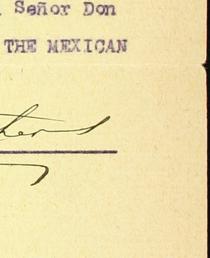 Señor Don
THE MEXICAN